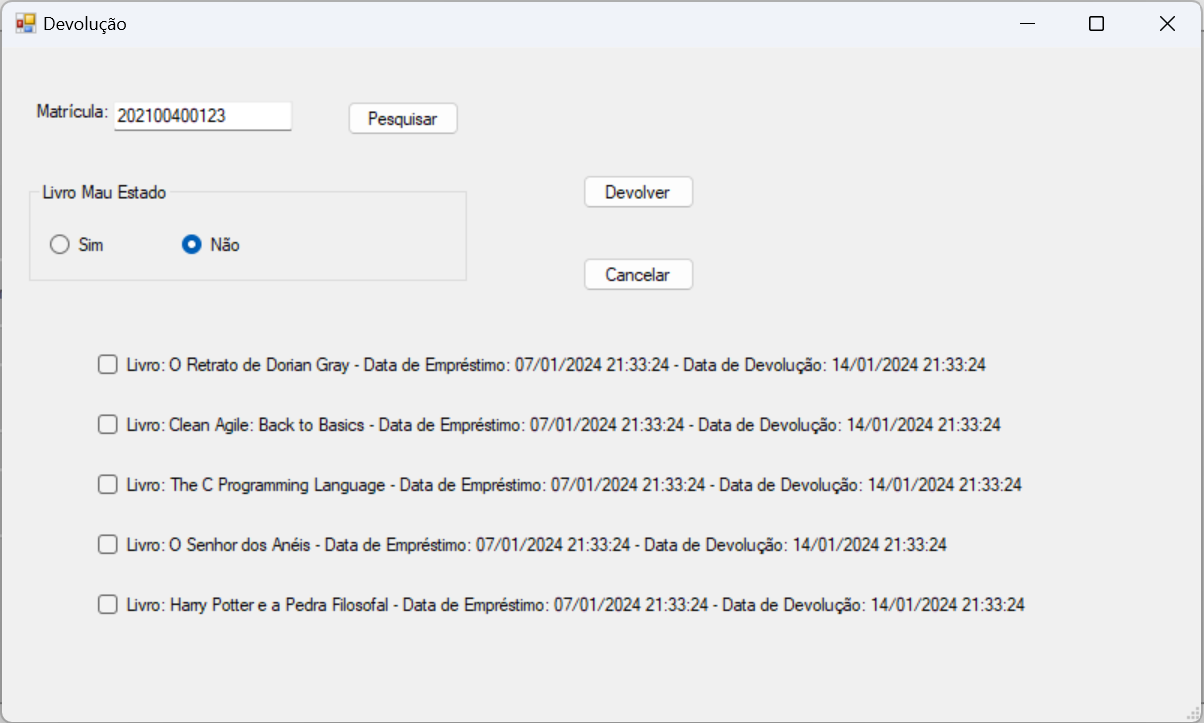 Devolução
Matrícula: 202100400123 Pesquisar
Livro Mau Estado
Devolver
Sim Não
Cancelar
Livro: O Retrato de Dorian Gray - Data de Empréstimo: 07/01/2024 21:33:24 - Data de Devolução: 14/01/2024 21:33:24
Livro: Clean Agile: Back to Basics - Data de Empréstimo: 07/01/2024 21:33:24 - Data de Devolução: 14/01/2024 21:33:24
Livro: The C Programming Language - Data de Empréstimo: 07/01/2024 21:33:24 - Data de Devolução: 14/01/2024 21:33:24
Livro: O Senhor dos Anéis - Data de Empréstimo: 07/01/2024 21:33:24 - Data de Devolução: 14/01/2024 21:33:24
Livro: Harry Potter e a Pedra Filosofal - Data de Empréstimo: 07/01/2024 21:33:24 - Data de Devolução: 14/01/2024 21:33:24